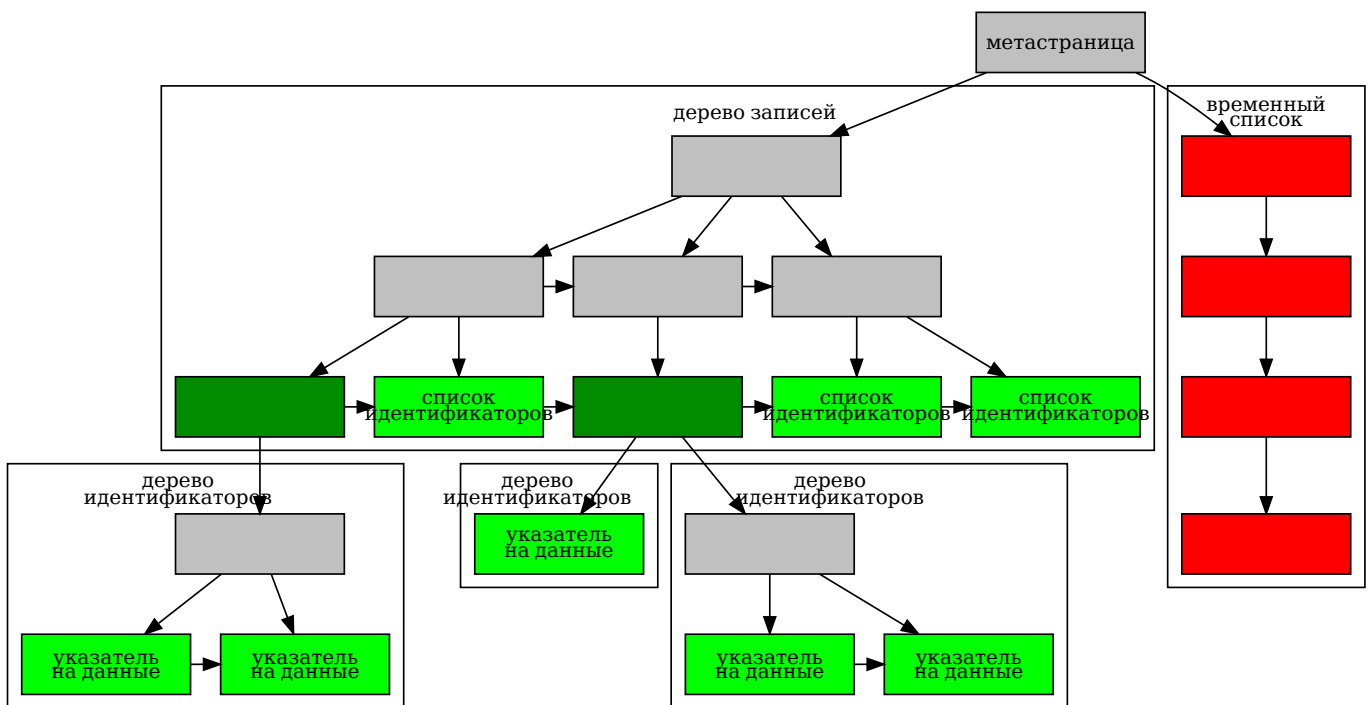 метастраница
дерево записей
временный
список
список
идентификаторов
список
идентификаторов
список
идентификаторов
дерево
идентификаторов
дерево
идентификаторов
дерево
идентификаторов
указатель
на данные
указатель
на данные
указатель
на данные
указатель
на данные
указатель
на данные